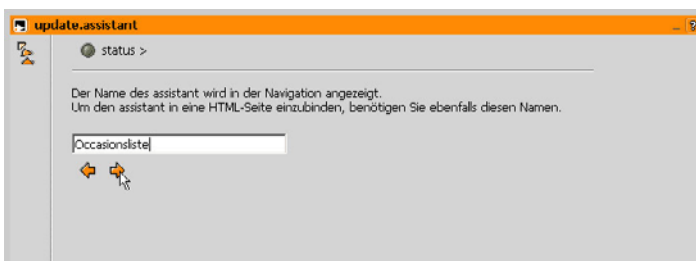 update.assistant
status >
Der Name des assistant wird in der Navigation angezeigt.
Um den assistant in eine HTML-Seite einzubinden, benötigen Sie ebenfalls diesen Namen.
Occasionsliste